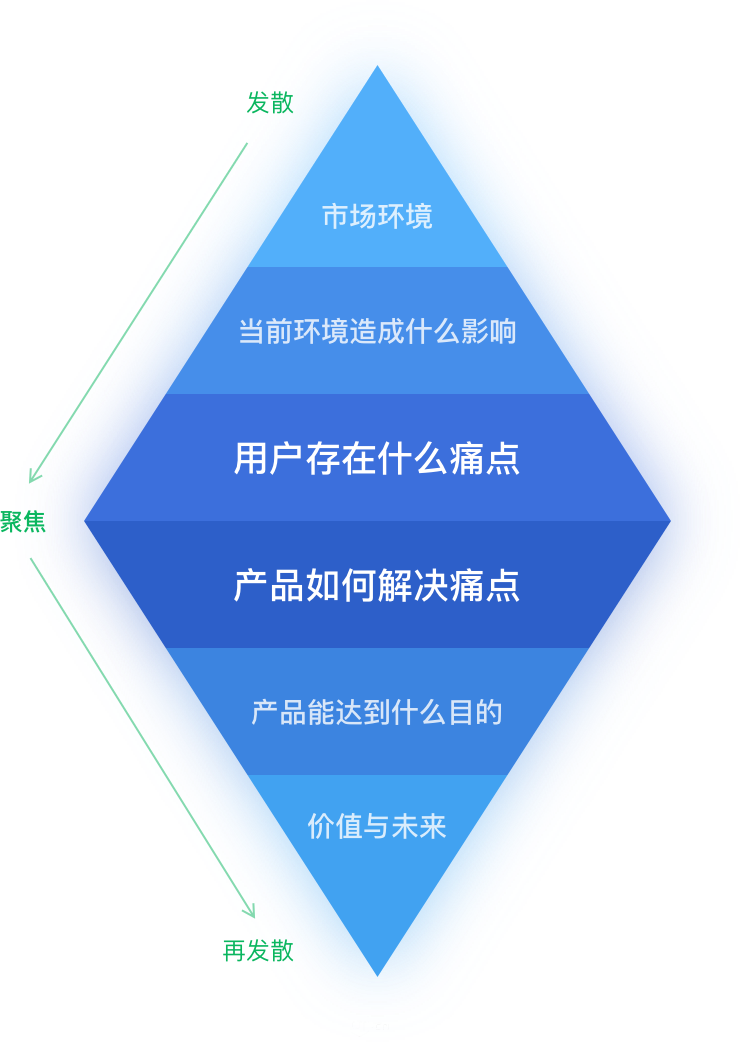 发散
市场环境
当前环境造成什么影响
用户存在什么痛点
聚焦
产品如何解决痛点
产品能达到什么目的
价值与未来
再发散